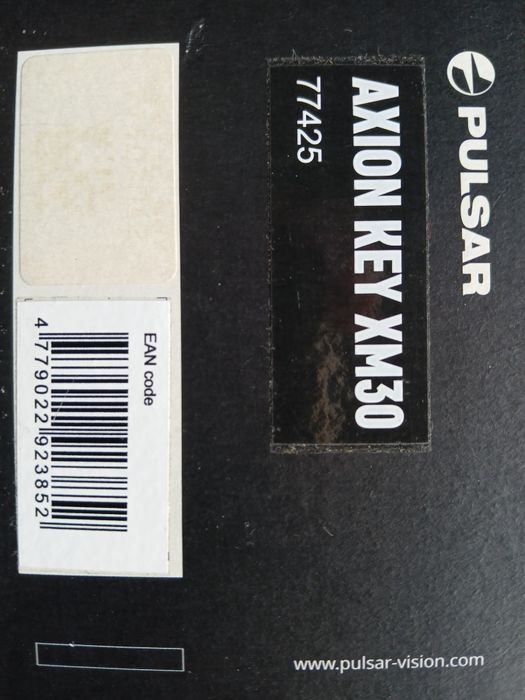 PULSAR
AXION KEY XM30
77425
EAN code
4 779022 923852
www.pulsar-vision.com